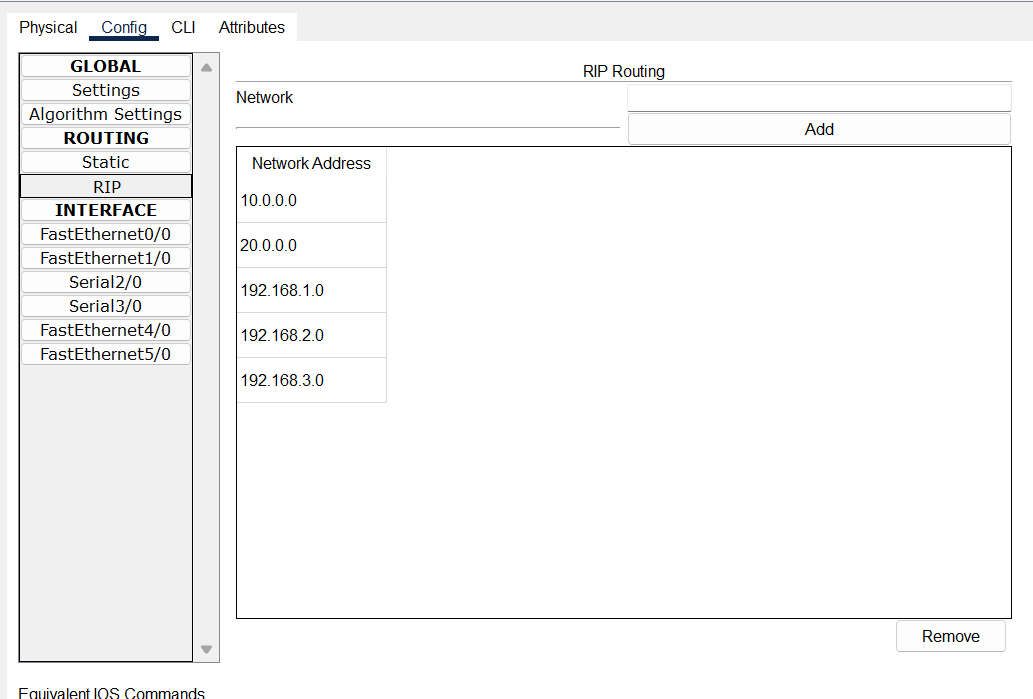 Physical Config CLI Attributes
GLOBAL
Settings
Algorithm Settings
ROUTING
Static
RIP
INTERFACE
FastEthernet0/0
FastEthernet1/0
Serial2/0
Serial3/0
FastEthernet4/0
FastEthernet5/0
RIP Routing
Network
Add
Network Address
10.0.0.0
20.0.0.0
192.168.1.0
192.168.2.0
192.168.3.0
Remove
Equivalent IOS Commands